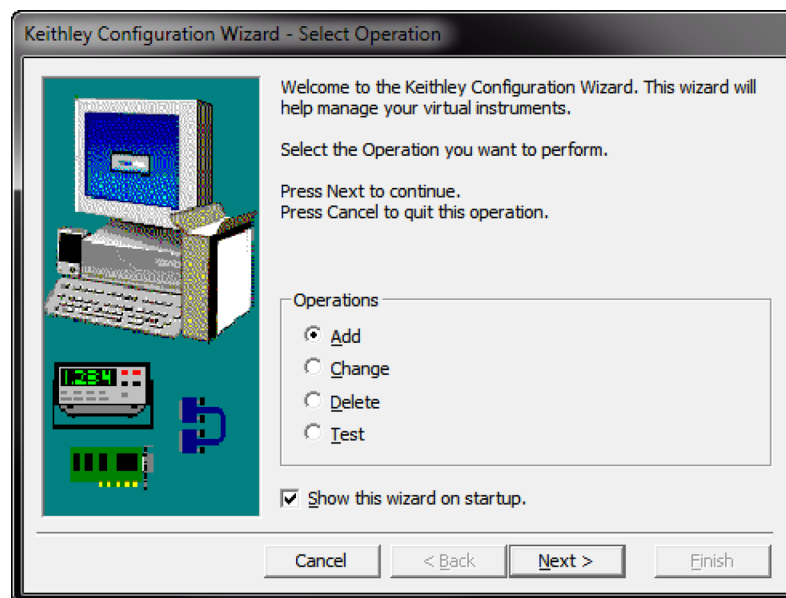 Keithley Configuration Wizard - Select Operation
Welcome to the Keithley Configuration Wizard. This wizard will
help manage your virtual instruments.
Select the Operation you want to perform.
Press Next to continue.
Press Cancel to quit this operation.
Operations
Add
Change
Delete
Test
Show this wizard on startup.
Cancel
< Back
Next >
Finish
1.234